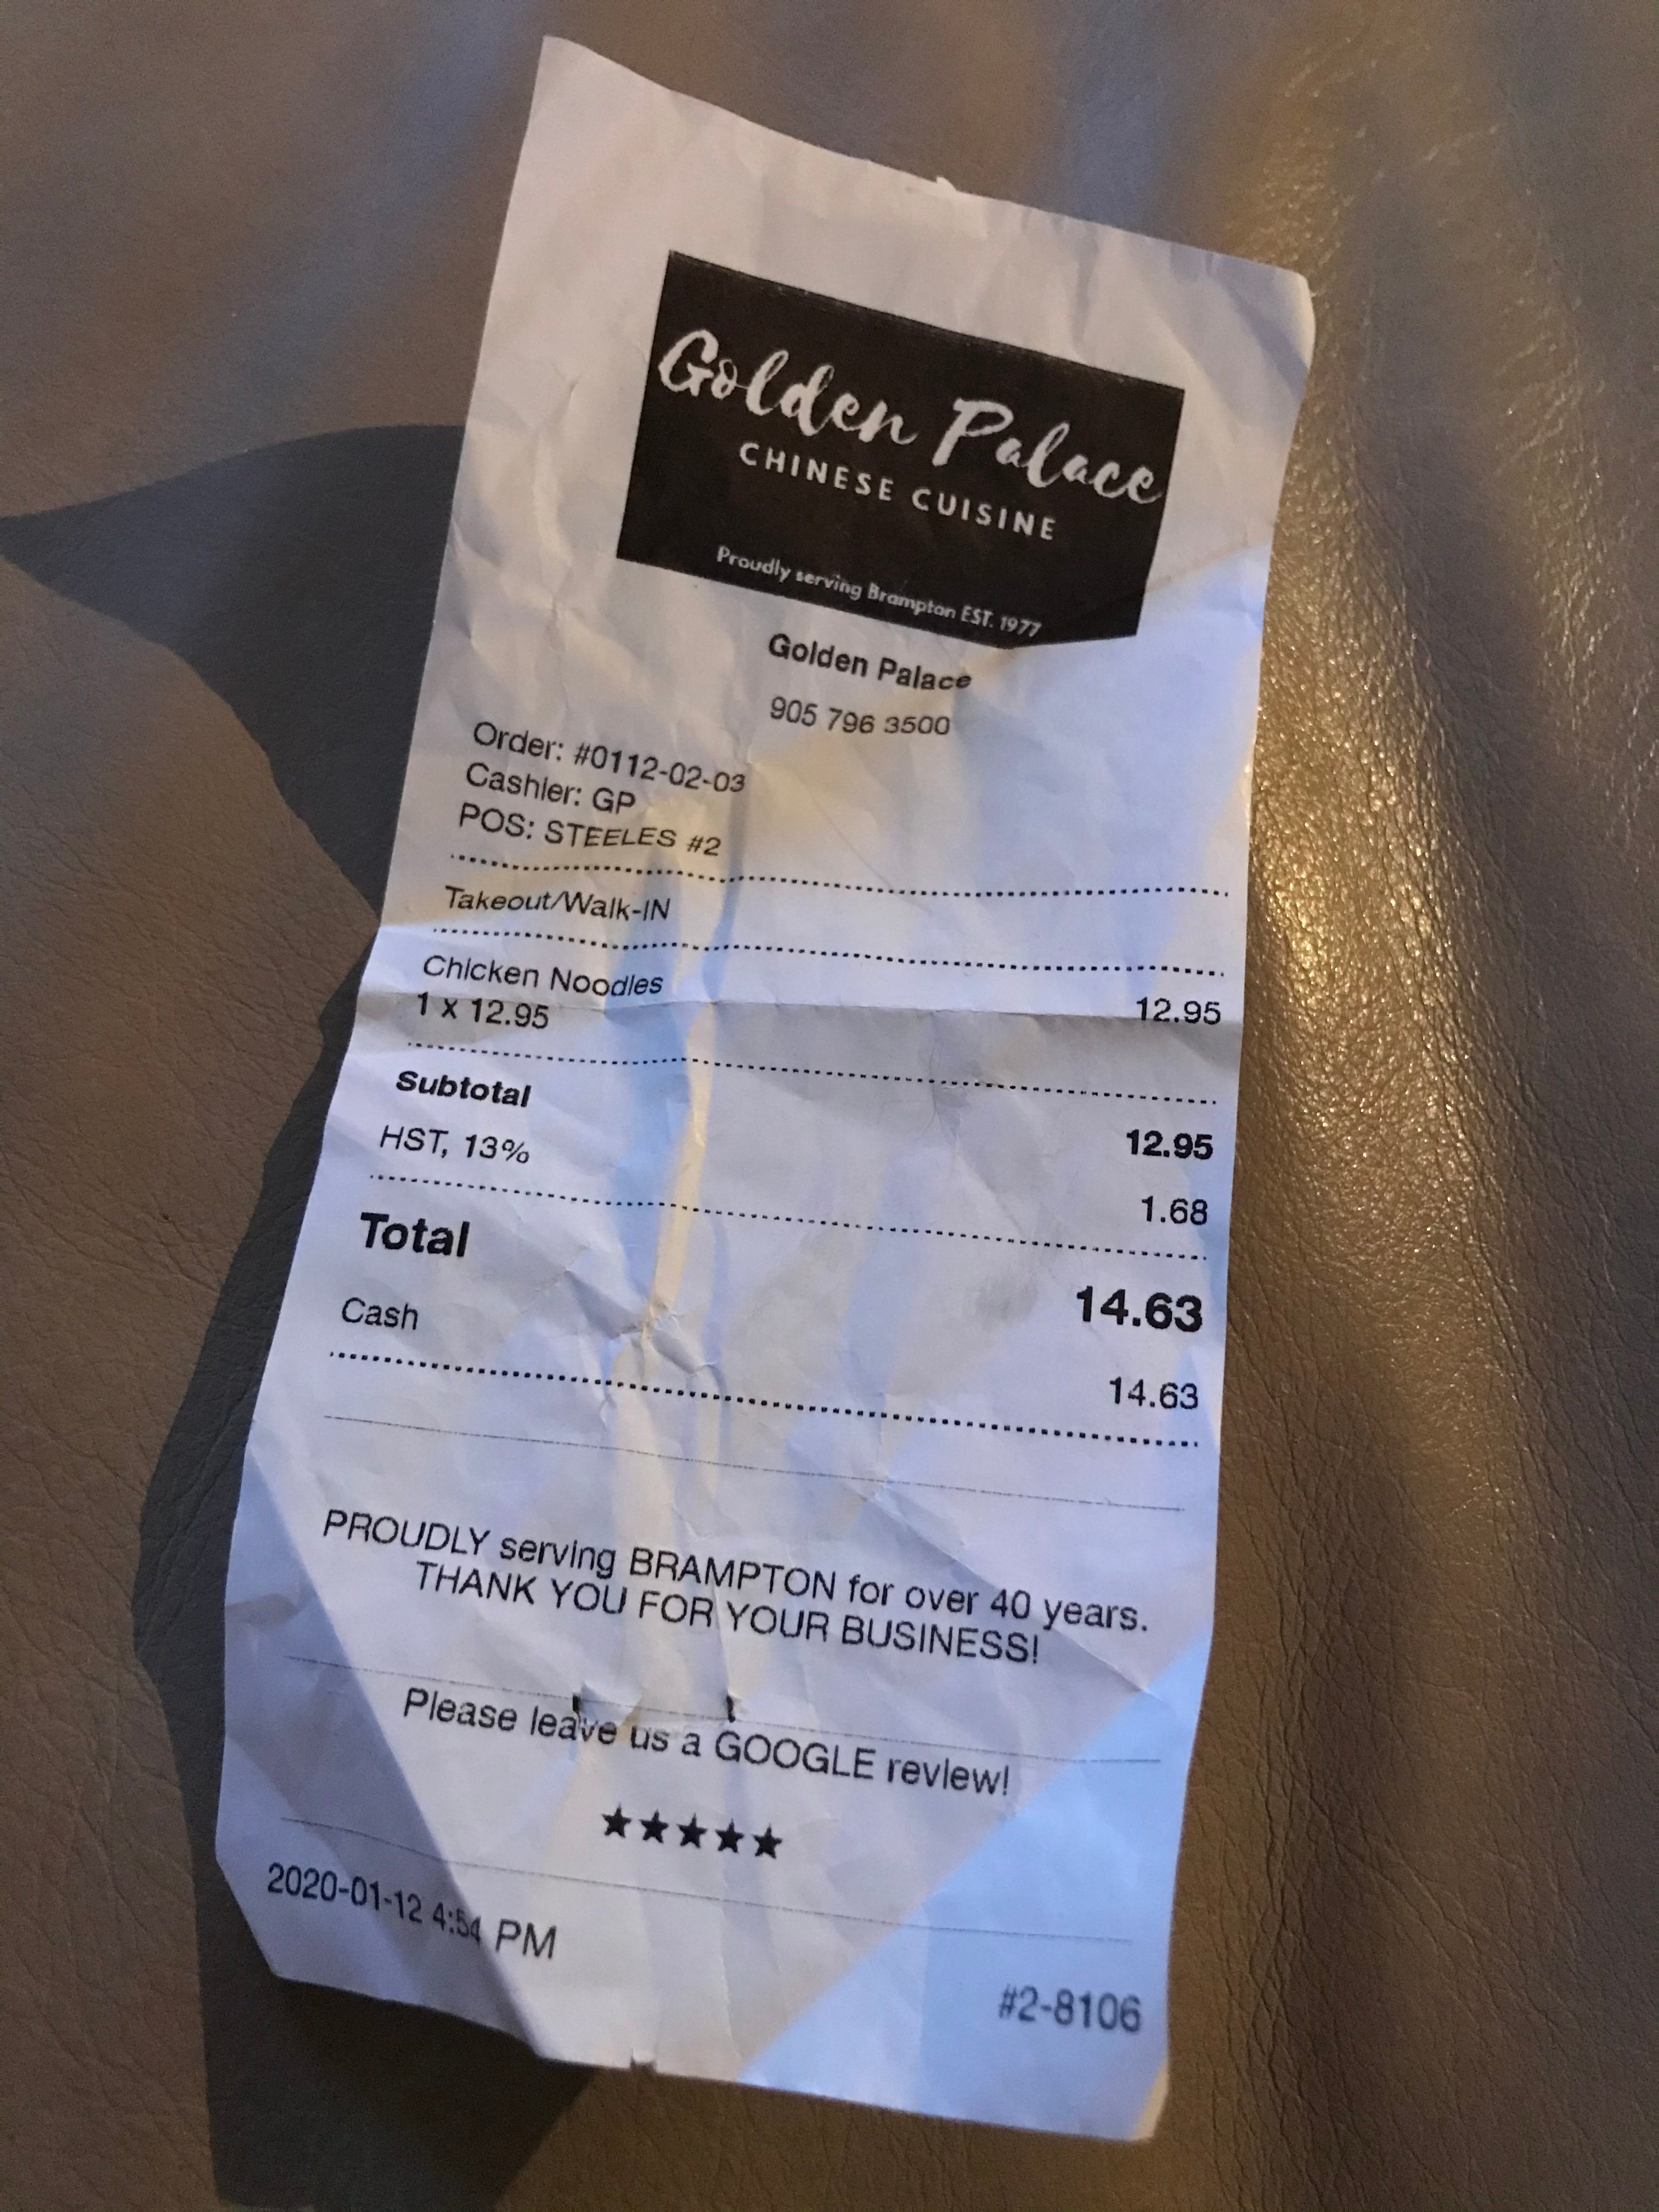 Golden Palace
CHINESE CUISINE
Proudly serving Brampton EST. 1977
Golden Palace
905 796 3500
Order: #0112-02-03
Cashier: GP
POS: STEELES #2
Takeout/Walk-IN
Chicken Noodles 12.95
1 x 12.95
Subtotal 12.95
HST, 13% 1.68
Total 14.63
Cash 14.63
PROUDLY serving BRAMPTON for over 40 years.
THANK YOU FOR YOUR BUSINESS!
Please leave us a GOOGLE review!
★★★★★
2020-01-12 4:54 PM
#2-8106